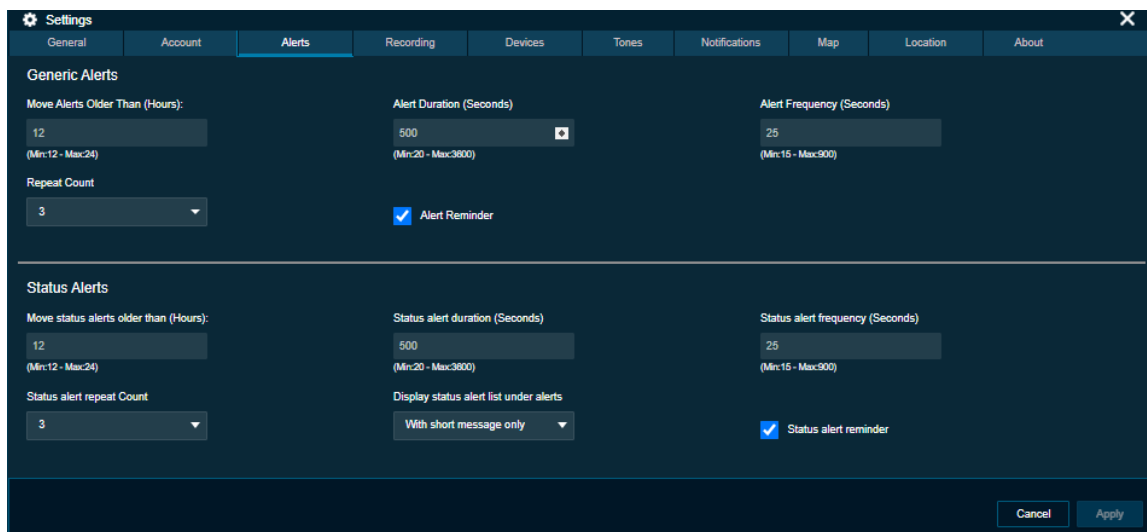 Settings
General Account Alerts Recording Devices Tones Notifications Map Location About
Generic Alerts
Move Alerts Older Than (Hours): Alert Duration (Seconds) Alert Frequency (Seconds)
12 500 25
(Min:12 - Max:24) (Min:20 - Max:3600) (Min:15 - Max:900)
Repeat Count
3 Alert Reminder
Status Alerts
Move status alerts older than (Hours): Status alert duration (Seconds) Status alert frequency (Seconds)
12 500 25
(Min:12 - Max:24) (Min:20 - Max:3600) (Min:15 - Max:900)
Status alert repeat Count Display status alert list under alerts
3 With short message only Status alert reminder
Cancel Apply